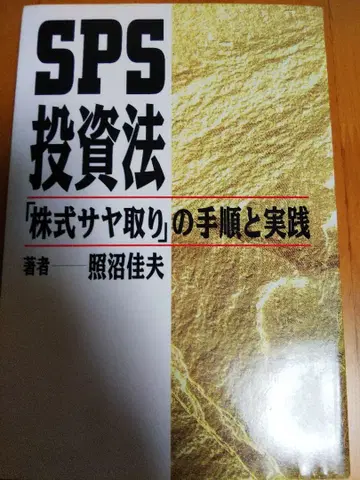 SPS
投資法
「株式サヤ取り」の手順と実践
著者──照沼佳夫